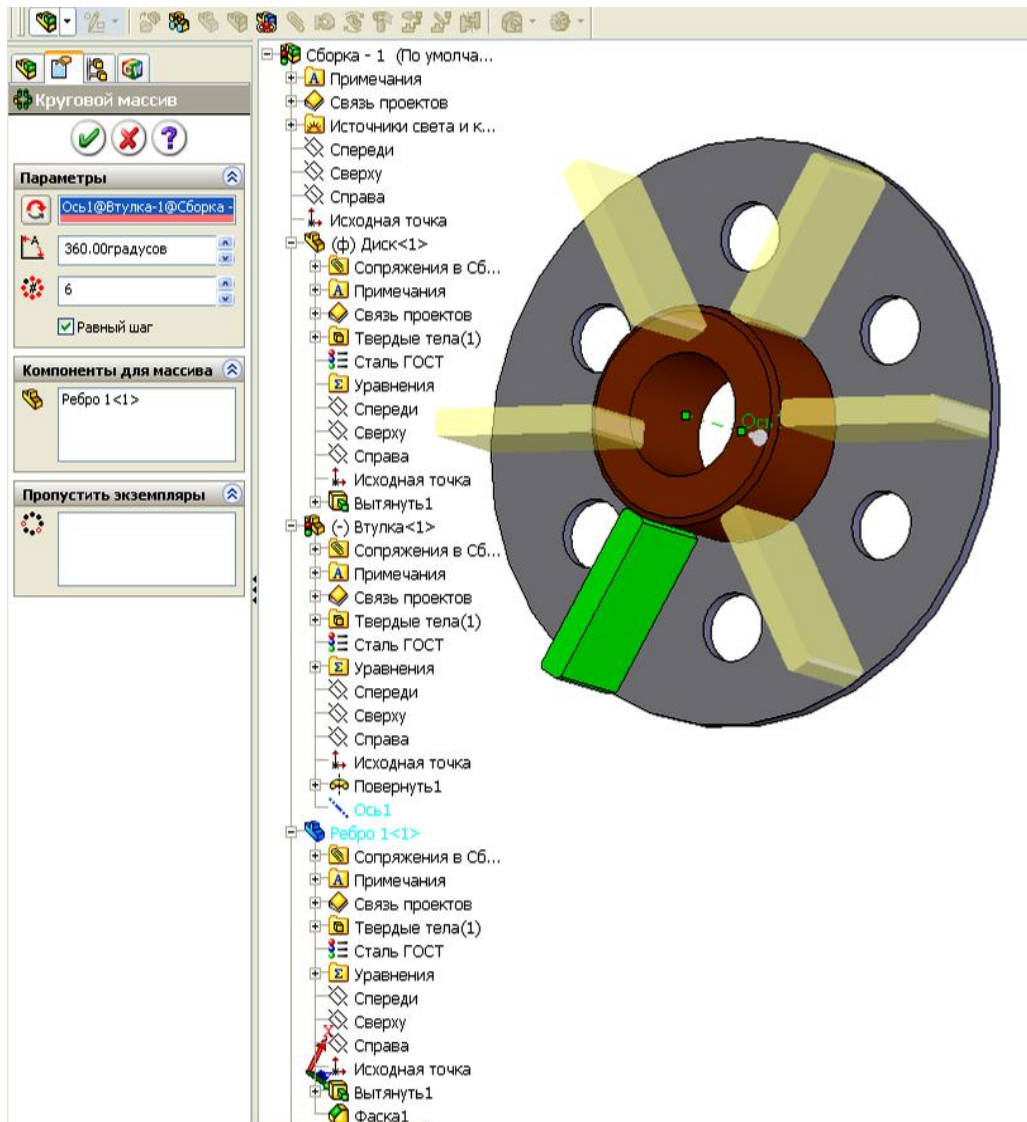 Круговой массив
Параметры
Ось1@Втулка-1@Сборка -
360.00градусов
6
Равный шаг
Компоненты для массива
Ребро 1<1>
Пропустить экземпляры
Сборка - 1 (По умолча...
Примечания
Связь проектов
Источники света и к...
Спереди
Сверху
Справа
Исходная точка
(ф) Диск<1>
Сопряжения в Сб...
Примечания
Связь проектов
Твердые тела(1)
Сталь ГОСТ
Уравнения
Спереди
Сверху
Справа
Исходная точка
Вытянуть1
(-) Втулка<1>
Сопряжения в Сб...
Примечания
Связь проектов
Твердые тела(1)
Сталь ГОСТ
Уравнения
Спереди
Сверху
Справа
Исходная точка
Повернуть1
Ось1
Ребро 1<1>
Сопряжения в Сб...
Примечания
Связь проектов
Твердые тела(1)
Сталь ГОСТ
Уравнения
Спереди
Сверху
Справа
Исходная точка
Вытянуть1
Фаска1
X